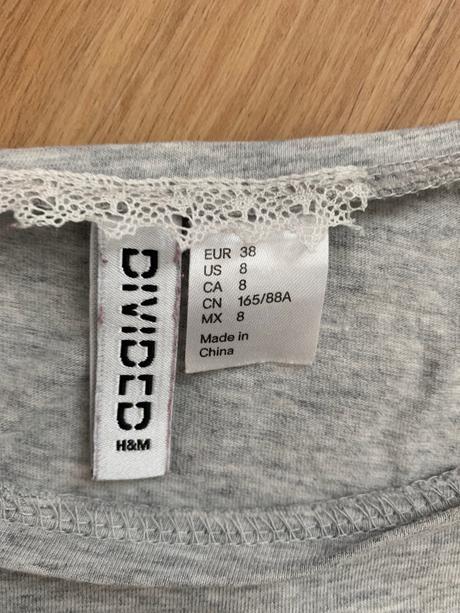 DIVIDED
H&M
EUR 38
US 8
CA 8
CN 165/88A
MX 8
Made in
China